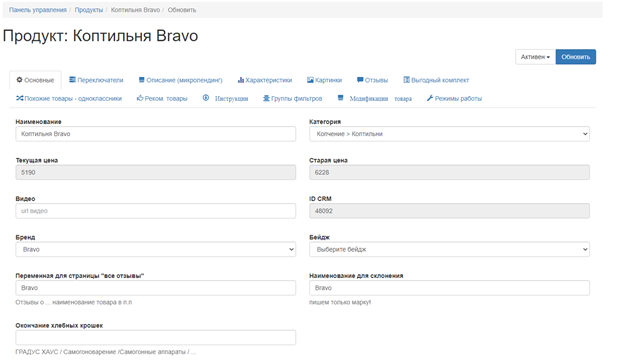 Панель управления / Продукты / Коптильня Bravo / Обновить
Продукт: Коптильня Bravo
Активен Обновить
Основные Переключатели Описание (микролендинг) Характеристики Картинки Отзывы Выгодный комплект
Похожие товары - одноклассники Реком. товары Инструкции Группы фильтров Модификации товара Режимы работы
Наименование Категория
Коптильня Bravo Копчение > Коптильни
Текущая цена Старая цена
5190 6228
Видео ID CRM
url видео 48092
Бренд Бейдж
Bravo Выберите бейдж
Переменная для страницы "все отзывы" Наименование для склонения
Bravo Bravo
Отзывы о ... наименование товара в п.п пишем только марку!
Окончание хлебных крошек
ГРАДУС ХАУС / Самогоноварение /Самогонные аппараты / ...